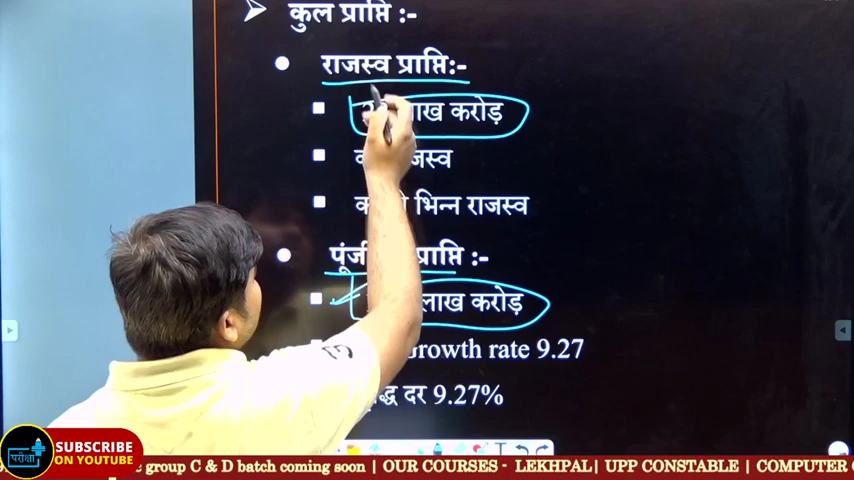 कुल प्राप्ति :-
राजस्व प्राप्तिः-
लाख करोड़
राजस्व
भिन्न राजस्व
प्राप्ति :-
लाख करोड़
Growth rate 9.27
दर 9.27%
परीक्षा
SUBSCRIBE
ON YOUTUBE
group C & D batch coming soon | OUR COURSES - LEKHPAL| UPP CONSTABLE | COMPUTER